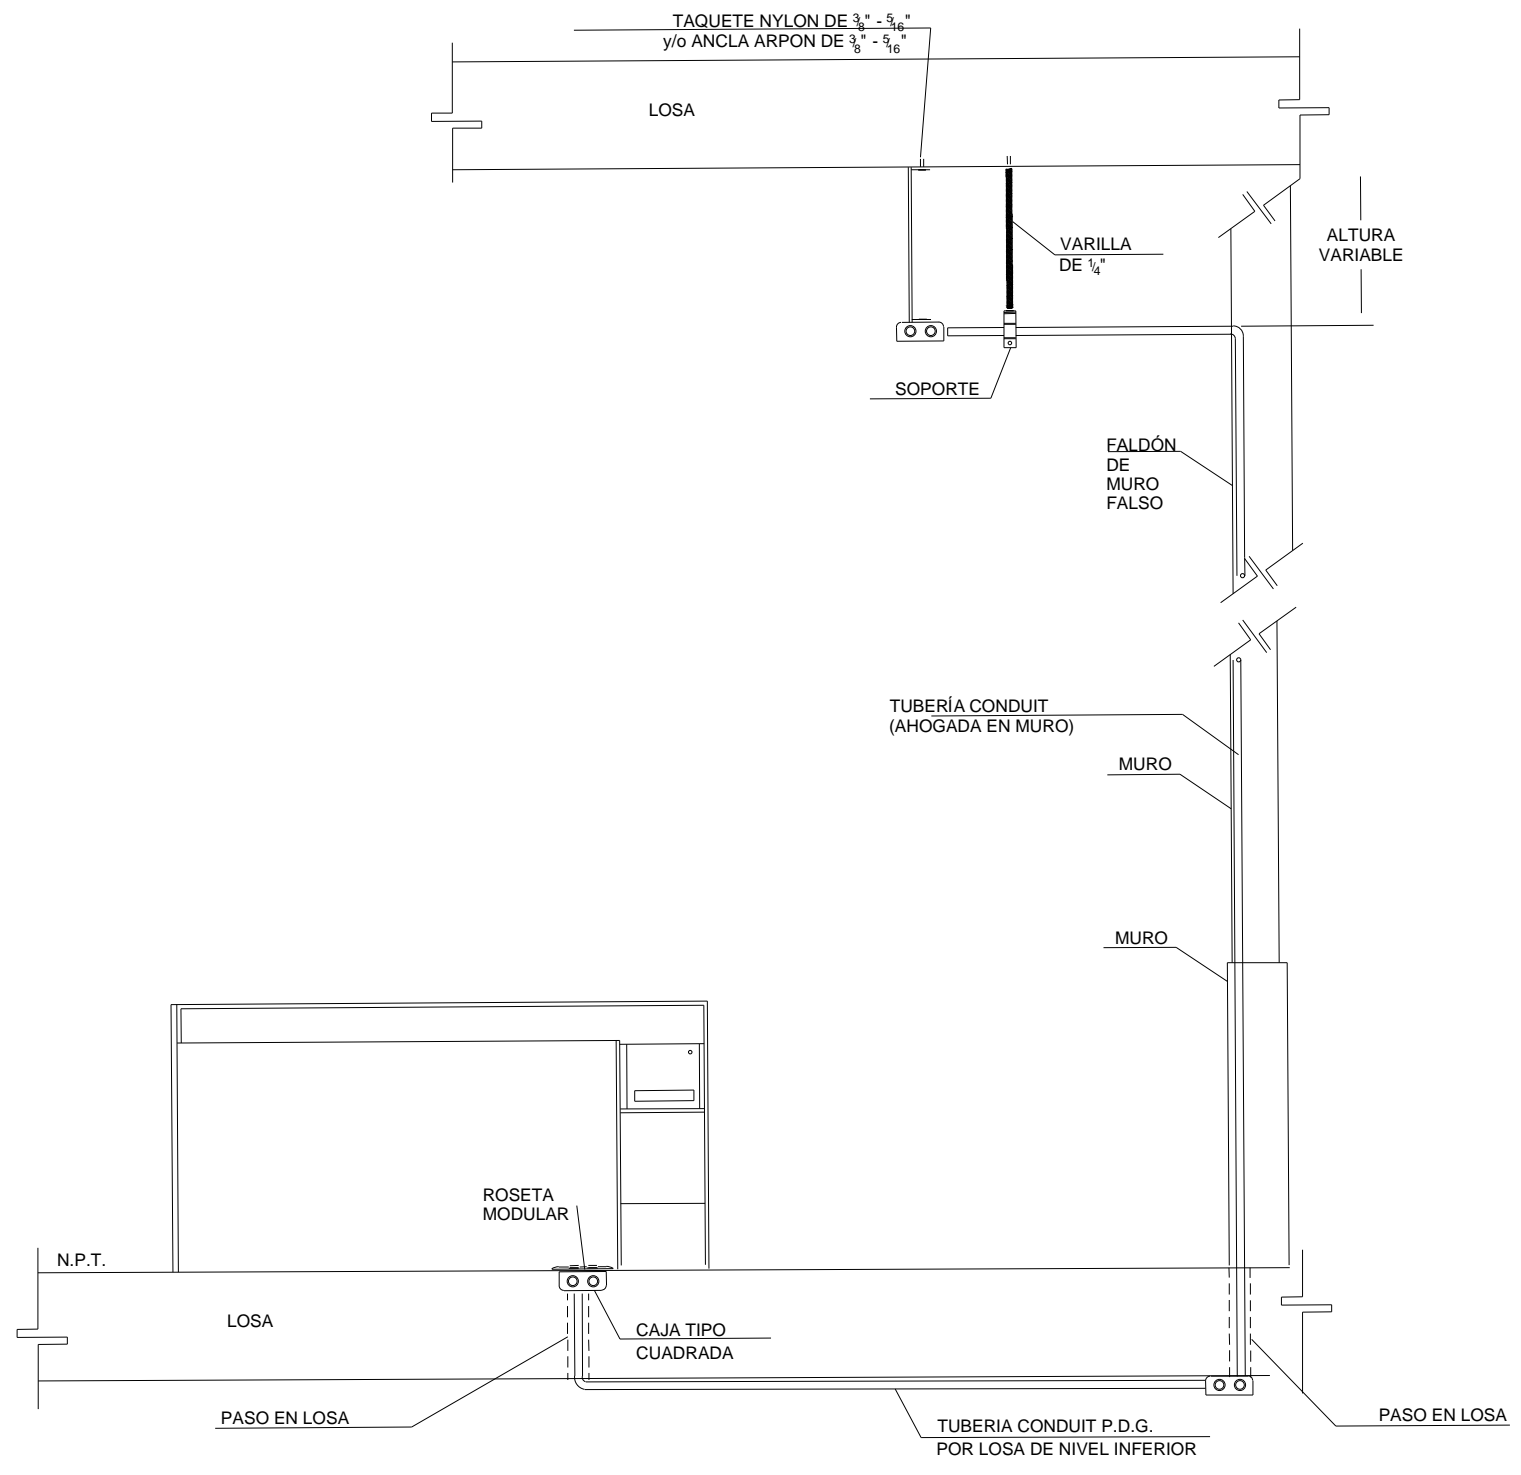 TAQUETE NYLON DE 3/8" - 5/16"
y/o ANCLA ARPON DE 3/8" - 5/16"
LOSA
VARILLA
DE 1/4"
ALTURA
VARIABLE
SOPORTE
FALDÓN
DE
MURO
FALSO
TUBERÍA CONDUIT
(AHOGADA EN MURO)
MURO
MURO
ROSETA
MODULAR
N.P.T.
LOSA
CAJA TIPO
CUADRADA
PASO EN LOSA
TUBERIA CONDUIT P.D.G.
POR LOSA DE NIVEL INFERIOR
PASO EN LOSA